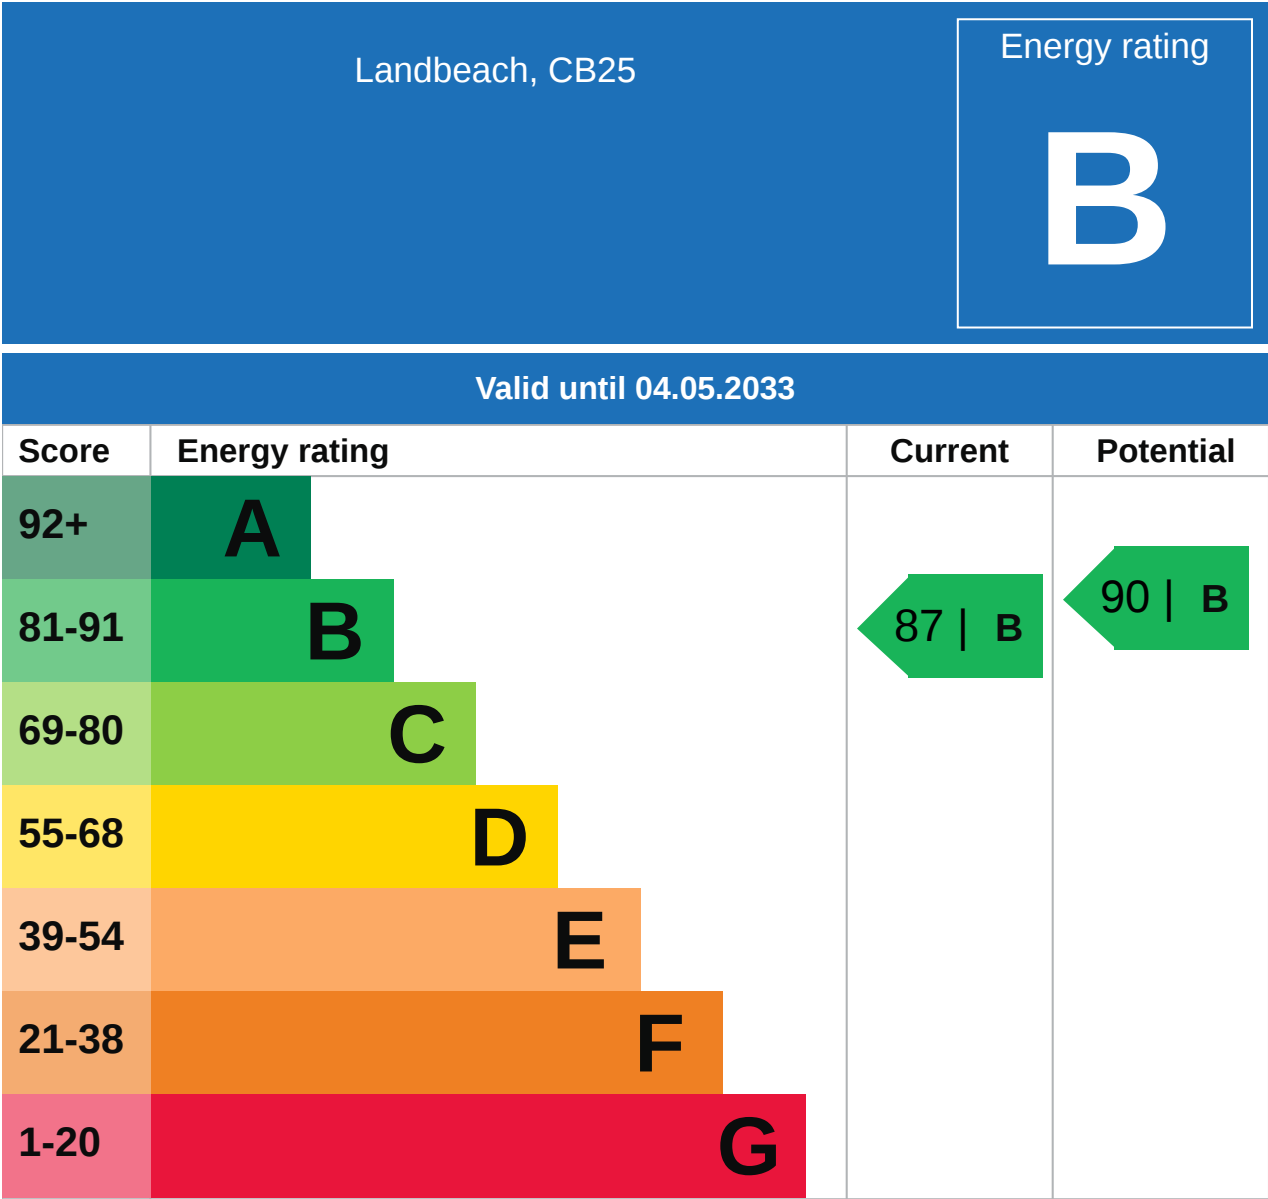 Landbeach, CB25
Energy rating
B
Valid until 04.05.2033
Score Energy rating Current Potential
92+ A
81-91 B 87 | B 90 | B
69-80 C
55-68 D
39-54 E
21-38 F
1-20 G